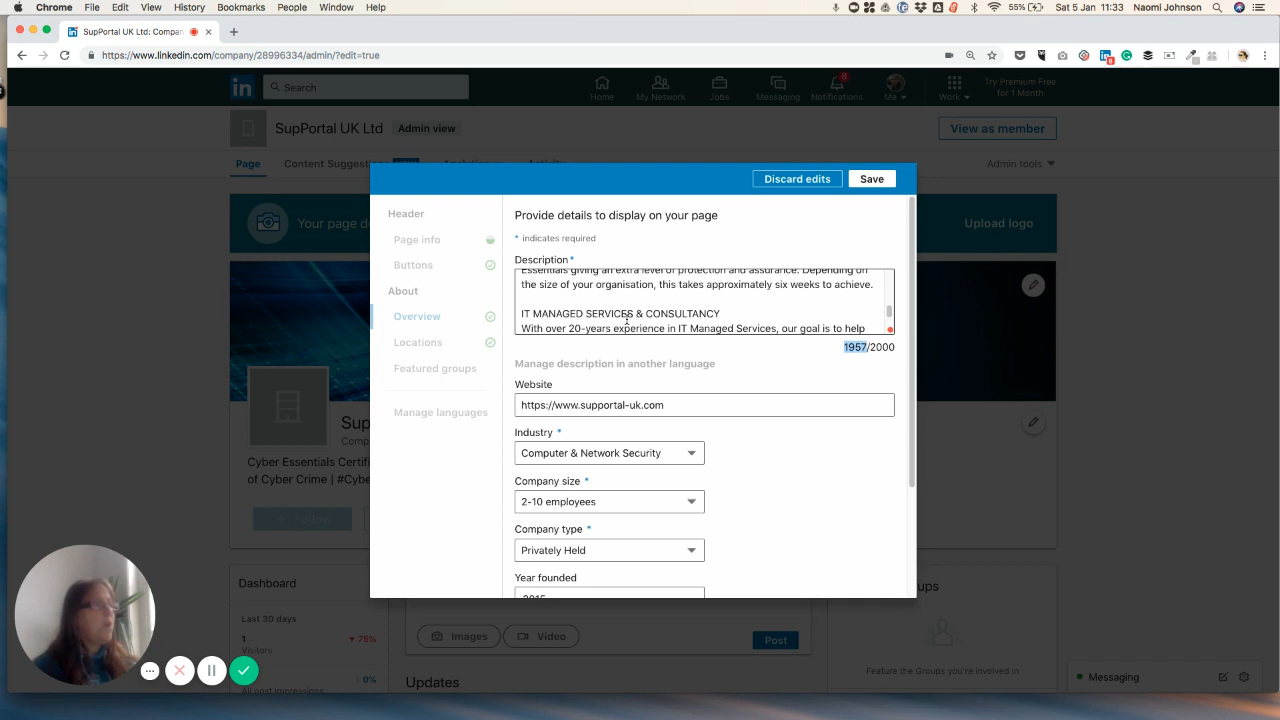 Chrome File Edit View History Bookmarks People Window Help
55% Sat 5 Jan 11:33 Naomi Johnson
SupPortal UK Ltd: Compan
https://www.linkedin.com/company/28996334/admin/?edit=true
8
in Search
Home My Network Jobs Messaging Notifications Me Work
8
Try Premium Free
for 1 Month
SupPortal UK Ltd Admin view
View as member
Page Content Suggestions
Admin tools
Your page d
Upload logo
Discard edits Save
Header
Page info
Buttons
About
Overview
Locations
Featured groups
Manage languages
Provide details to display on your page
* indicates required
Description*
Essentials giving an extra level of protection and assurance. Depending on
the size of your organisation, this takes approximately six weeks to achieve.
IT MANAGED SERVICES & CONSULTANCY
With over 20-years experience in IT Managed Services, our goal is to help
1957/2000
Manage description in another language
Website
https://www.supportal-uk.com
Industry *
Computer & Network Security
Company size *
2-10 employees
Company type *
Privately Held
Year founded
2015
Sup
Comp
Cyber Essentials Certifi
of Cyber Crime | #Cybe
Dashboard
Last 30 days
1
Visitors
75%
All post impressions
0%
Images Video Post
Updates
ups
Feature the Groups you're involved in
Messaging